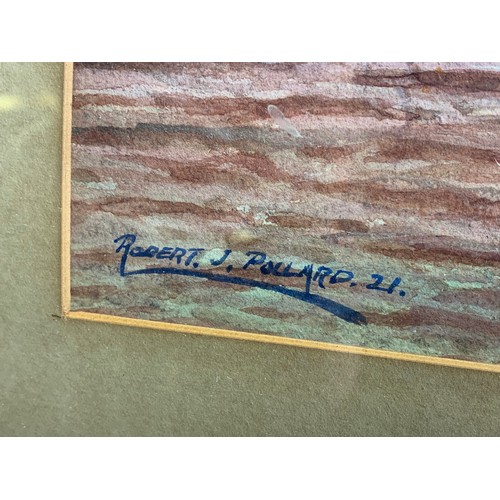 ROBERT. J. POLLARD. 21.